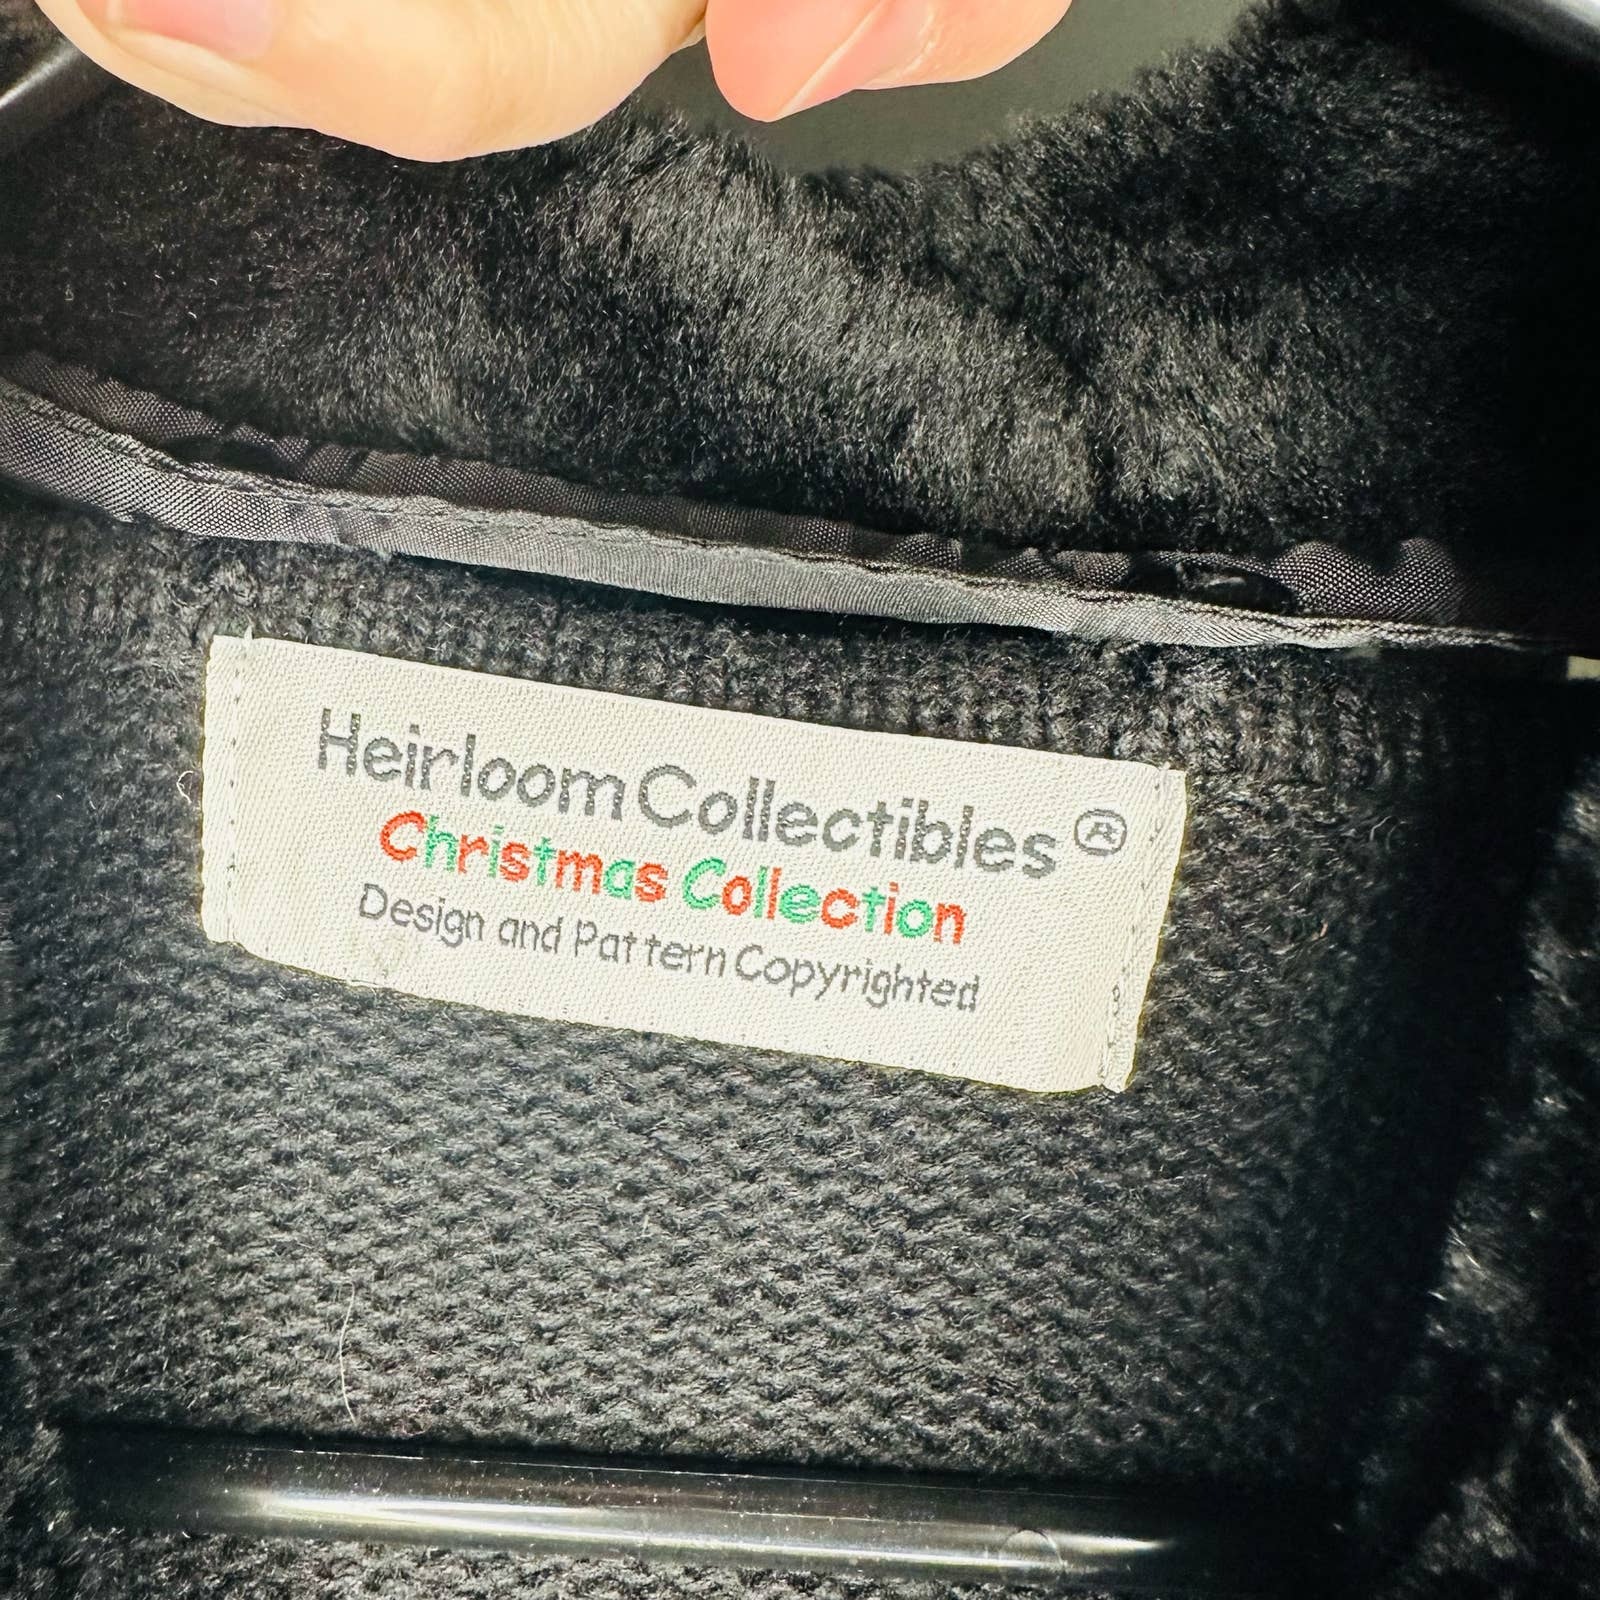 Heirloom Collectibles ®
Christmas Collection
Design and Pattern Copyrighted